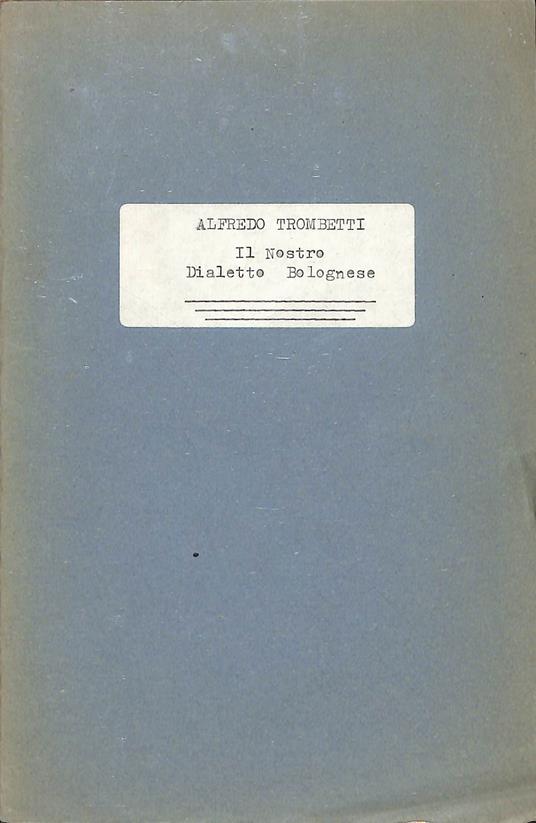 ALFREDO TROMBETTI
Il Nostro
Dialetto Bolognese